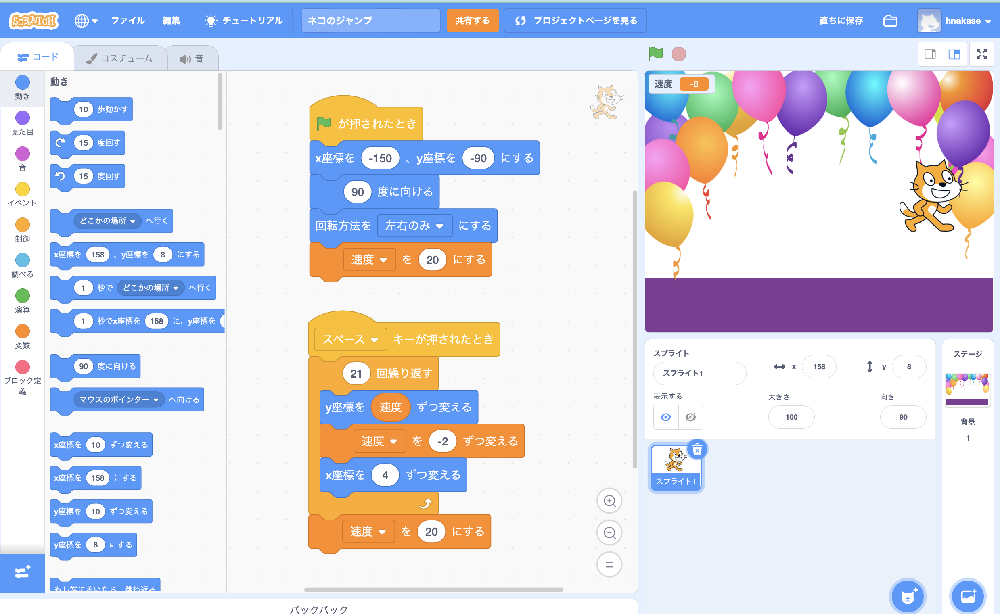 SCRATCH ファイル 編集 チュートリアル ネコのジャンプ 共有する プロジェクトページを見る 直ちに保存 hnakase
コード コスチューム 音
動き
見た目
音
イベント
制御
調べる
演算
変数
ブロック定
義
動き
10 歩動かす
15 度回す
15 度回す
どこかの場所 へ行く
x座標を 158 、y座標を 8 にする
1 秒で どこかの場所 へ行く
1 秒でx座標を 158 に、y座標を
90 度に向ける
マウスのポインター へ向ける
x座標を 10 ずつ変える
x座標を 158 にする
y座標を 10 ずつ変える
y座標を 8 にする
もし端に着いたら、跳ね返る
が押されたとき
x座標を -150 、y座標を -90 にする
90 度に向ける
回転方法を 左右のみ にする
速度 を 20 にする
スペース キーが押されたとき
21 回繰り返す
y座標を 速度 ずつ変える
速度 を -2 ずつ変える
x座標を 4 ずつ変える
速度 を 20 にする
バックパック
速度 -8
スプライト
スプライト1 x 158 y 8
表示する 大きさ 向き
100 90
スプライト1
ステージ
背景
1